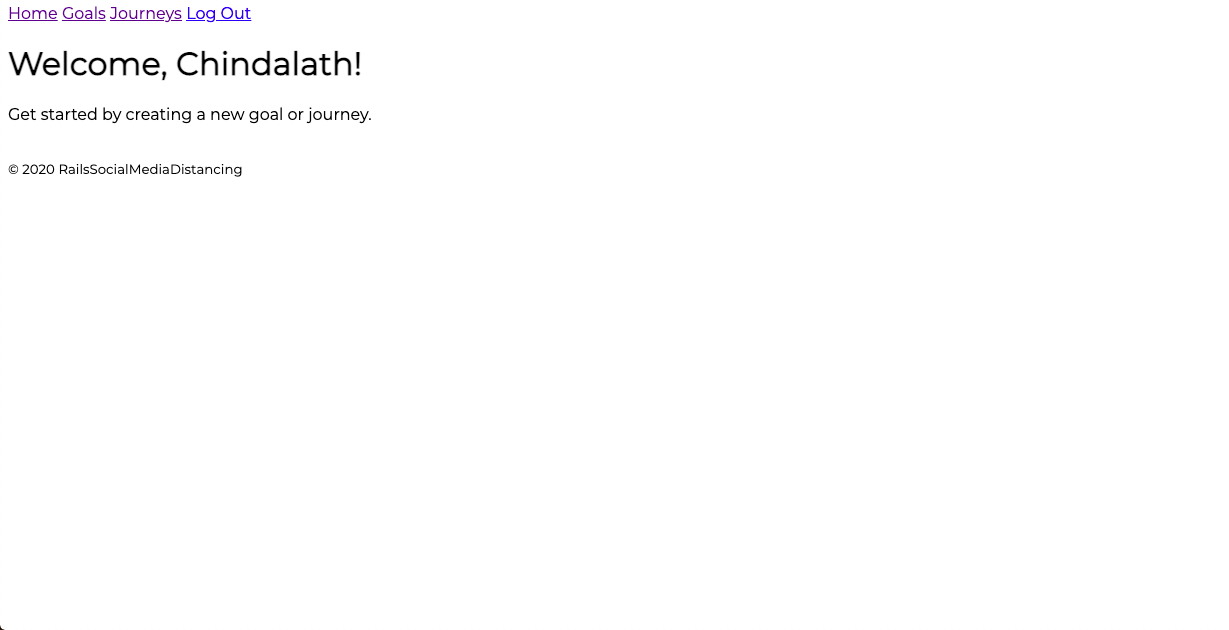 Home Goals Journeys Log Out
Welcome, Chindalath!
Get started by creating a new goal or journey.
© 2020 RailsSocialMediaDistancing